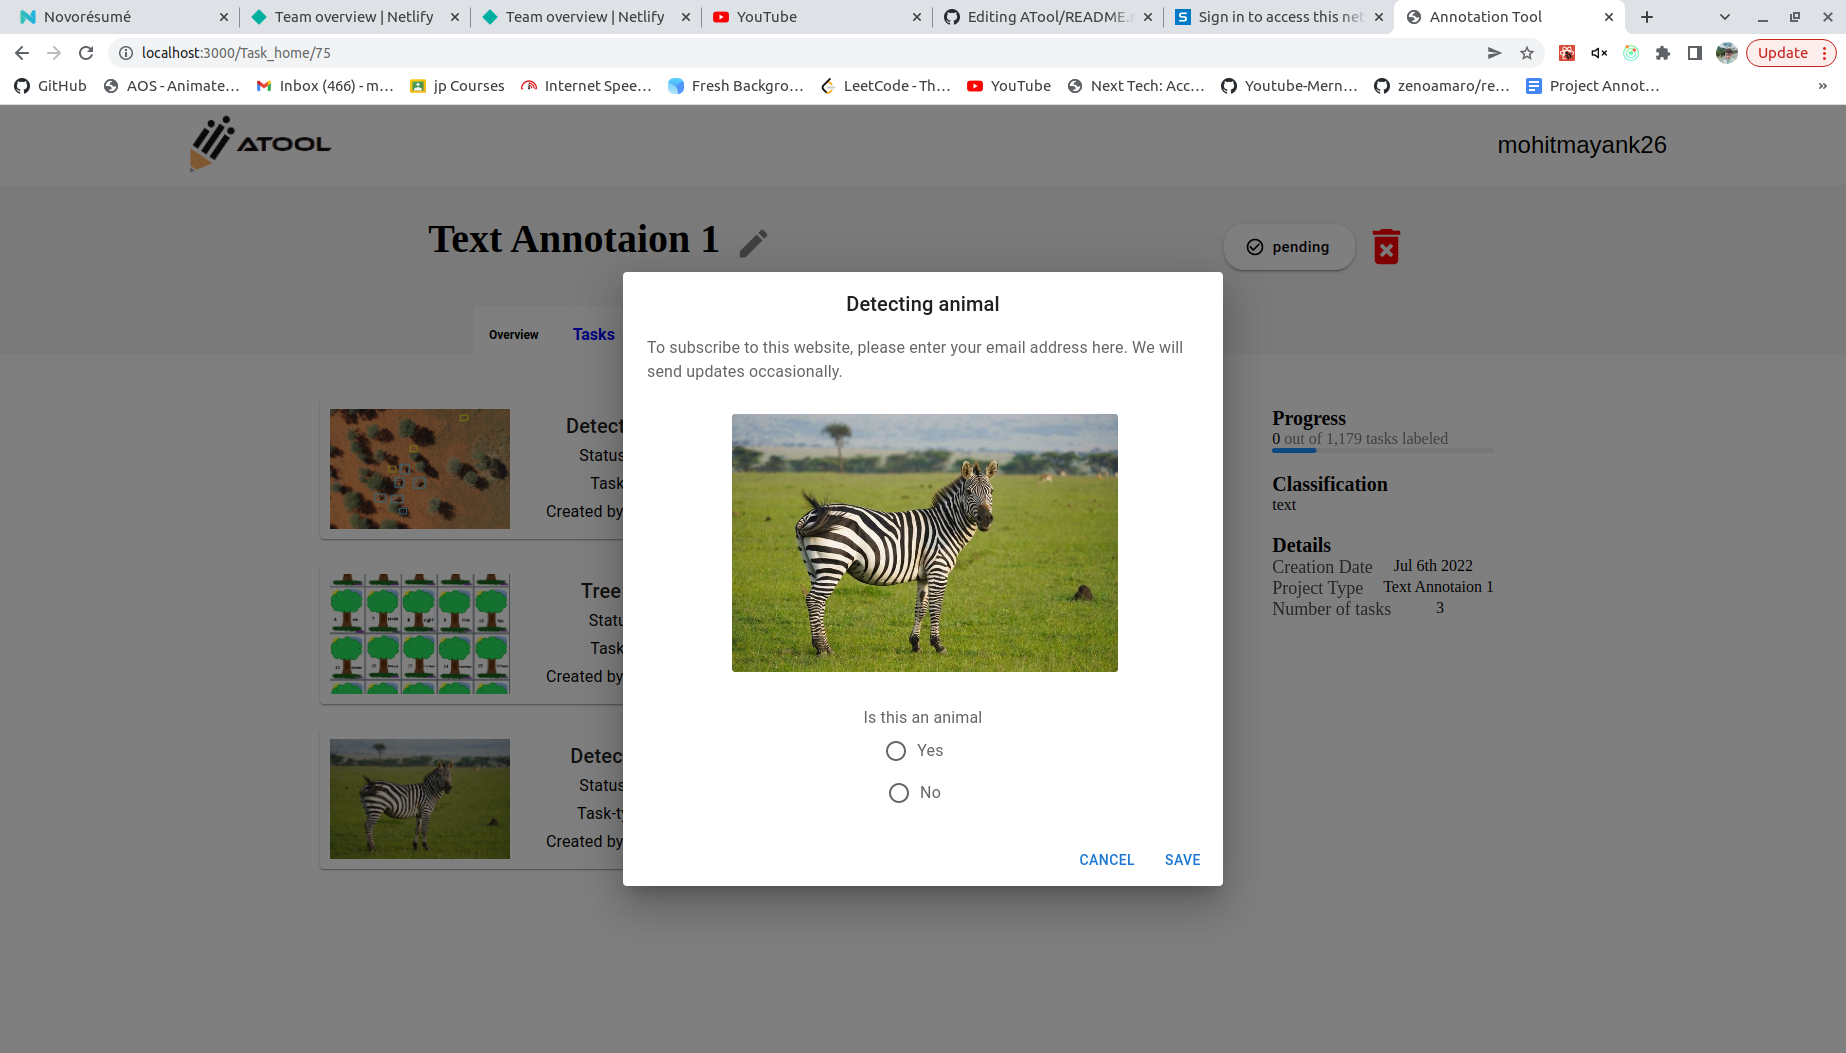 Novorésumé
Team overview | Netlify
Team overview | Netlify
YouTube
Editing ATool/README.
Sign in to access this net
Annotation Tool
localhost:3000/Task_home/75
Update
GitHub
AOS - Animate...
Inbox (466) - m...
jp Courses
Internet Spee...
Fresh Backgro...
LeetCode - Th...
YouTube
Next Tech: Acc...
Youtube-Mern...
zenoamaro/re...
Project Annot...
»
ATOOL
mohitmayank26
Text Annotaion 1
pending
Overview
Tasks
Detecting animal
To subscribe to this website, please enter your email address here. We will
send updates occasionally.
Is this an animal
Yes
No
CANCEL
SAVE
Detect
Status
Task
Created by
Tree
Statu
Task
Created by
Detec
Status
Task-ty
Created by
Progress
0 out of 1,179 tasks labeled
Classification
text
Details
Creation Date Jul 6th 2022
Project Type Text Annotaion 1
Number of tasks 3